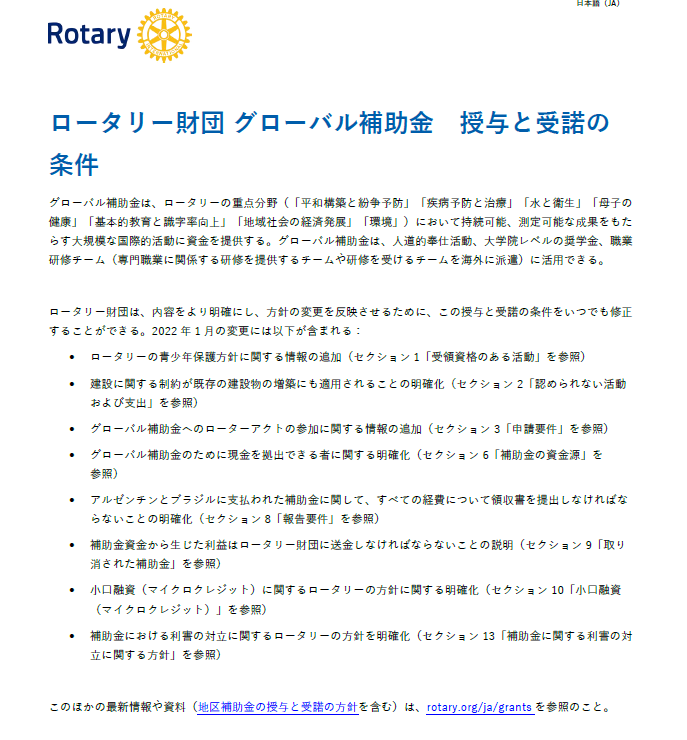 日本語（JA）
Rotary
ロータリー財団 グローバル補助金　授与と受諾の
条件
グローバル補助金は、ロータリーの重点分野（「平和構築と紛争予防」「疾病予防と治療」「水と衛生」「母子の
健康」「基本的教育と識字率向上」「地域社会の経済発展」「環境」）において持続可能、測定可能な成果をもた
らす大規模な国際的活動に資金を提供する。グローバル補助金は、人道的奉仕活動、大学院レベルの奨学金、職業
研修チーム（専門職業に関係する研修を提供するチームや研修を受けるチームを海外に派遣）に活用できる。
ロータリー財団は、内容をより明確にし、方針の変更を反映させるために、この授与と受諾の条件をいつでも修正
することができる。2022 年 1 月の変更には以下が含まれる：
• ロータリーの青少年保護方針に関する情報の追加（セクション 1「受領資格のある活動」を参照）
• 建設に関する制約が既存の建設物の増築にも適用されることの明確化（セクション 2「認められない活動
および支出」を参照）
• グローバル補助金へのローターアクトの参加に関する情報の追加（セクション 3「申請要件」を参照）
• グローバル補助金のために現金を拠出できる者に関する明確化（セクション 6「補助金の資金源」を
参照）
• アルゼンチンとブラジルに支払われた補助金に関して、すべての経費について領収書を提出しなければな
らないことの明確化（セクション 8「報告要件」を参照）
• 補助金資金から生じた利益はロータリー財団に送金しなければならないことの説明（セクション 9「取り
消された補助金」を参照）
• 小口融資（マイクロクレジット）に関するロータリーの方針に関する明確化（セクション 10「小口融資
（マイクロクレジット）」を参照）
• 補助金における利害の対立に関するロータリーの方針を明確化（セクション 13「補助金に関する利害の対
立に関する方針」を参照）
このほかの最新情報や資料（地区補助金の授与と受諾の方針を含む）は、rotary.org/ja/grants を参照のこと。